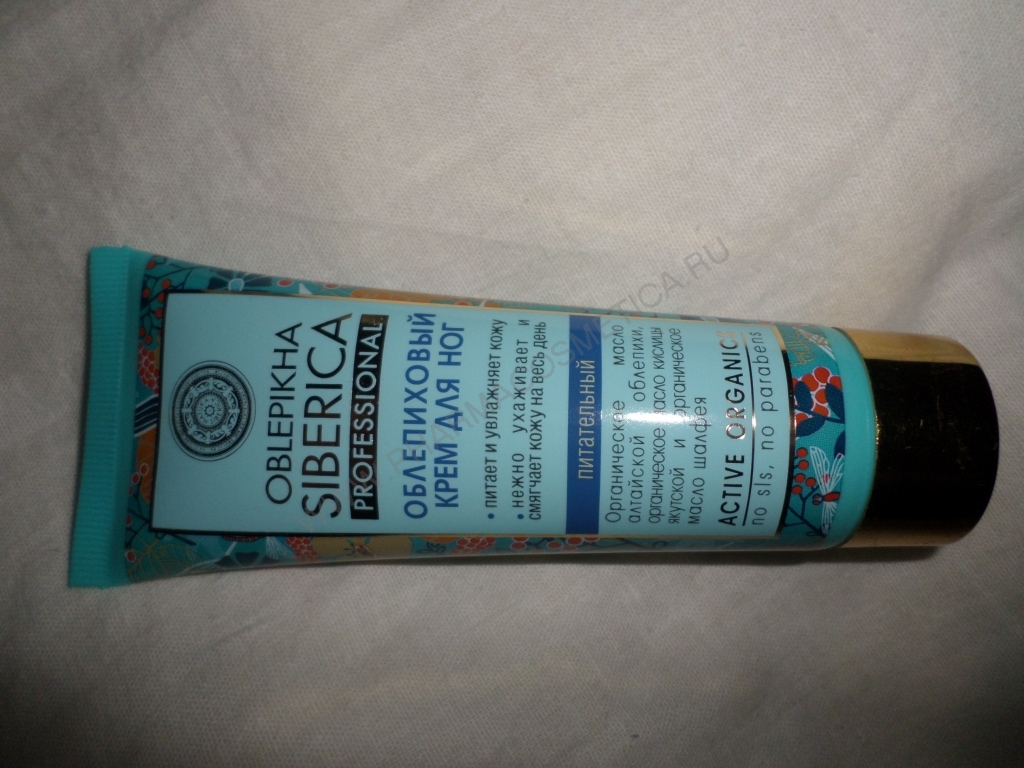 OBLEPIKHA
SIBERICA
PROFESSIONAL
ОБЛЕПИХОВЫЙ
КРЕМ ДЛЯ НОГ
• питает и увлажняет кожу
• нежно ухаживает и
смягчает кожу на весь день
питательный
Органическое масло
алтайской облепихи,
органическое масло кислицы
якутской и органическое
масло шалфея
ACTIVE ORGANICS
no sls, no parabens